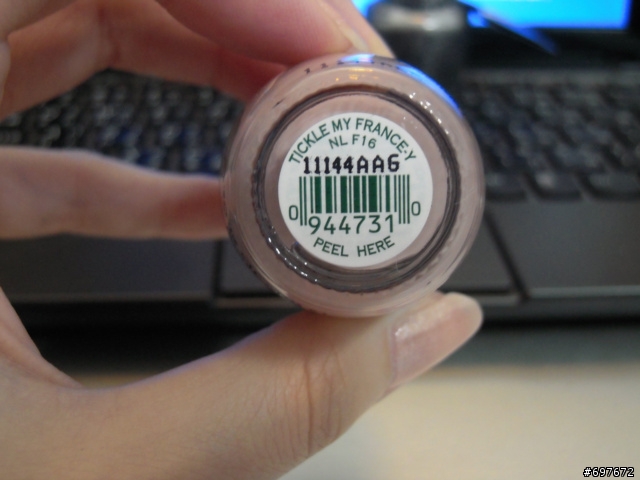 TICKLE MY FRANCE-Y
NL F16
11144AA6
0 944731 0
PEEL HERE
#697672